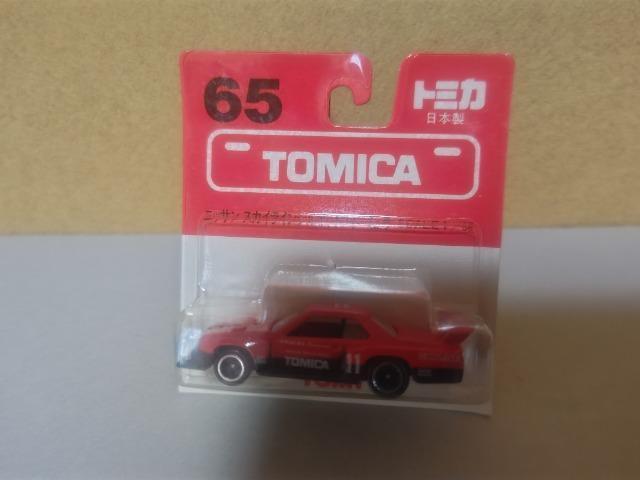 65
トミカ
日本製
TOMICA
ニッサン スカイライン
TOMICA 11